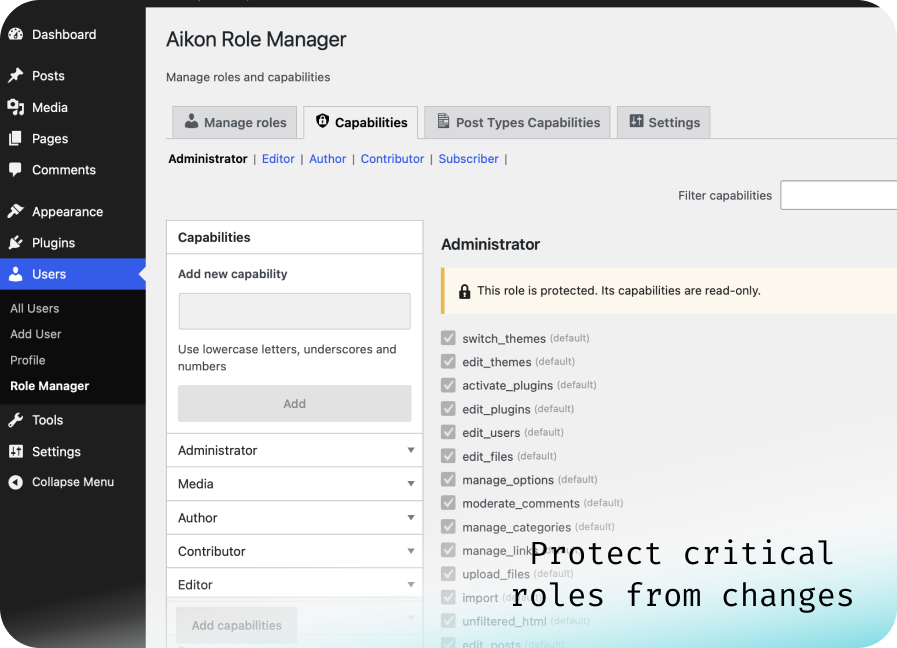 Dashboard
Posts
Media
Pages
Comments
Appearance
Plugins
Users
All Users
Add User
Profile
Role Manager
Tools
Settings
Collapse Menu
Aikon Role Manager
Manage roles and capabilities
Manage roles
Capabilities
Post Types Capabilities
Settings
Administrator | Editor | Author | Contributor | Subscriber |
Filter capabilities
Capabilities
Add new capability
Use lowercase letters, underscores and
numbers
Add
Administrator
Media
Author
Contributor
Editor
Add capabilities
Administrator
This role is protected. Its capabilities are read-only.
switch_themes (default)
edit_themes (default)
activate_plugins (default)
edit_plugins (default)
edit_users (default)
edit_files (default)
manage_options (default)
moderate_comments (default)
manage_categories (default)
manage_links
upload_files (default)
import
unfiltered_html (default)
edit_posts (default)
Protect critical
roles from changes